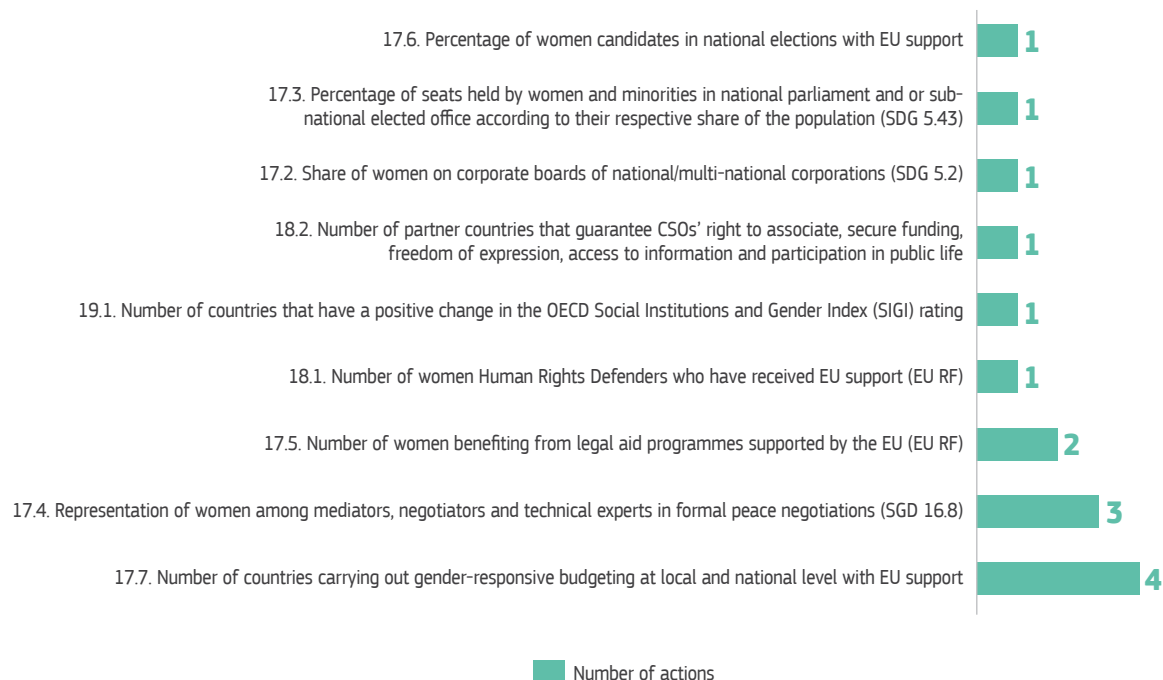 17.6. Percentage of women candidates in national elections with EU support
1
17.3. Percentage of seats held by women and minorities in national parliament and or sub-
national elected office according to their respective share of the population (SDG 5.43)
1
17.2. Share of women on corporate boards of national/multi-national corporations (SDG 5.2)
1
18.2. Number of partner countries that guarantee CSOs' right to associate, secure funding,
freedom of expression, access to information and participation in public life
1
19.1. Number of countries that have a positive change in the OECD Social Institutions and Gender Index (SIGI) rating
1
18.1. Number of women Human Rights Defenders who have received EU support (EU RF)
1
17.5. Number of women benefiting from legal aid programmes supported by the EU (EU RF)
2
17.4. Representation of women among mediators, negotiators and technical experts in formal peace negotiations (SGD 16.8)
3
17.7. Number of countries carrying out gender-responsive budgeting at local and national level with EU support
4
Number of actions